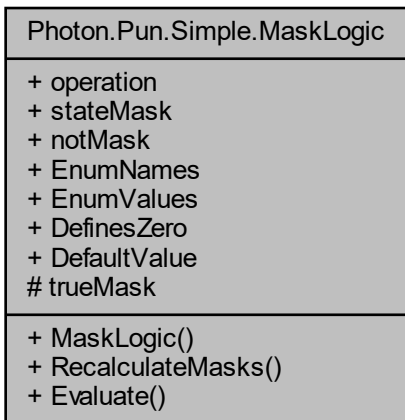 Photon.Pun.Simple.MaskLogic
+ operation
+ stateMask
+ notMask
+ EnumNames
+ EnumValues
+ DefinesZero
+ DefaultValue
# trueMask
+ MaskLogic()
+ RecalculateMasks()
+ Evaluate()